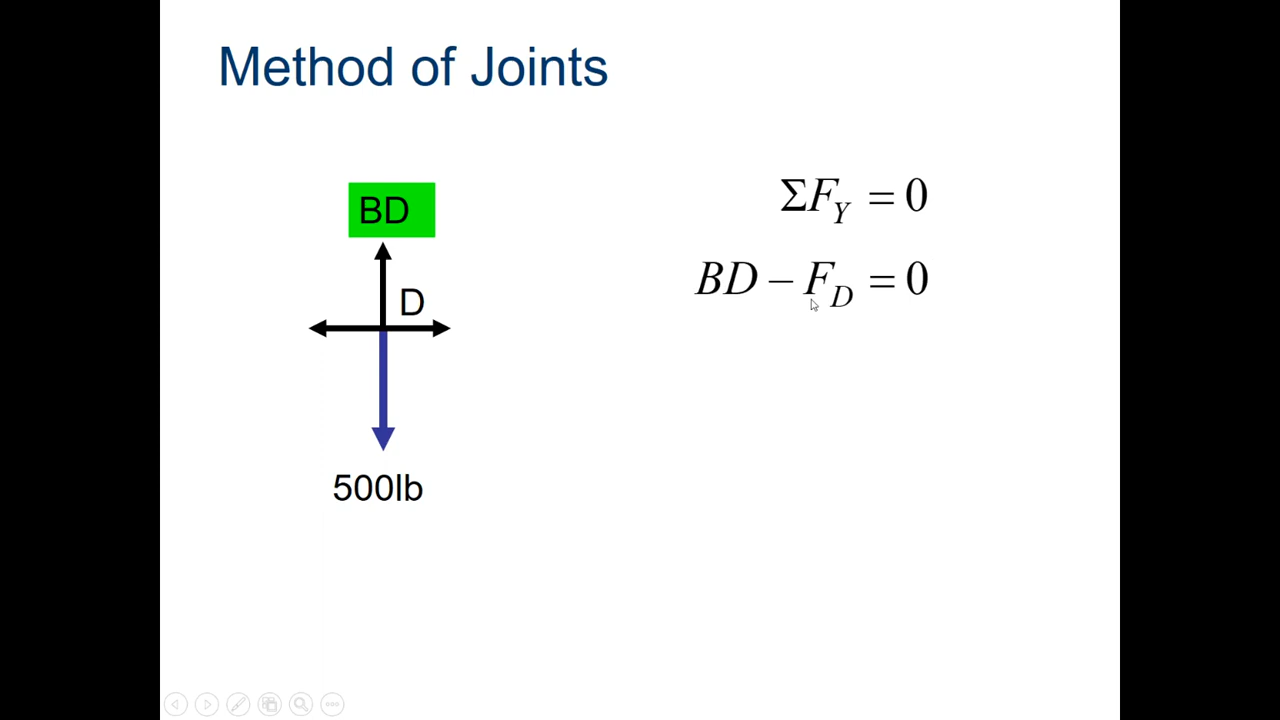 Method of Joints
BD
D
500lb
ΣF_Y = 0
BD − F_D = 0